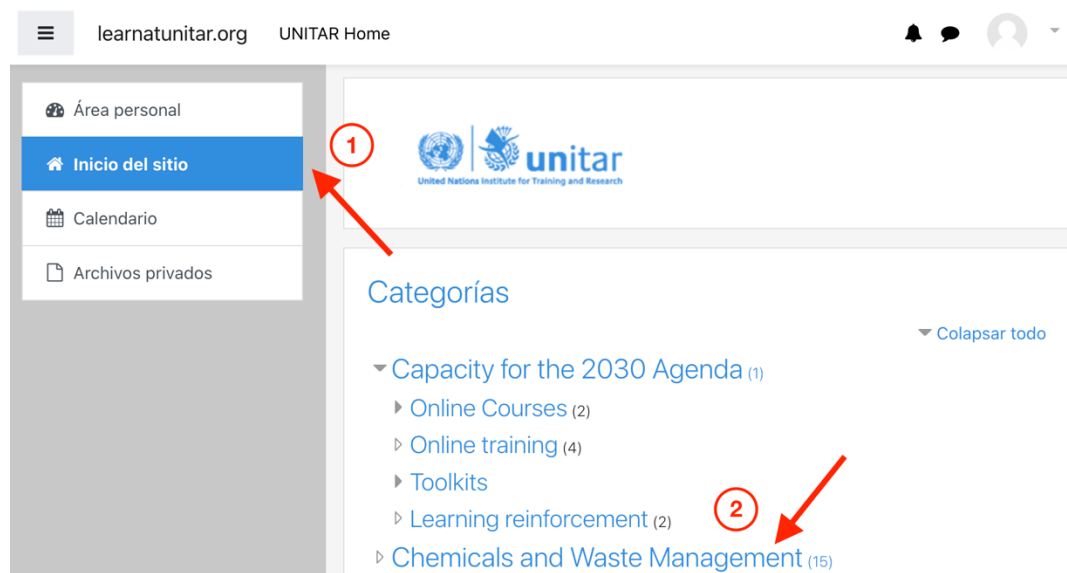 learnatunitar.org UNITAR Home
Área personal
1
Inicio del sitio
unitar
United Nations Institute for Training and Research
Calendario
Archivos privados
Categorías
Colapsar todo
Capacity for the 2030 Agenda (1)
Online Courses (2)
Online training (4)
Toolkits
2
Learning reinforcement (2)
Chemicals and Waste Management (15)